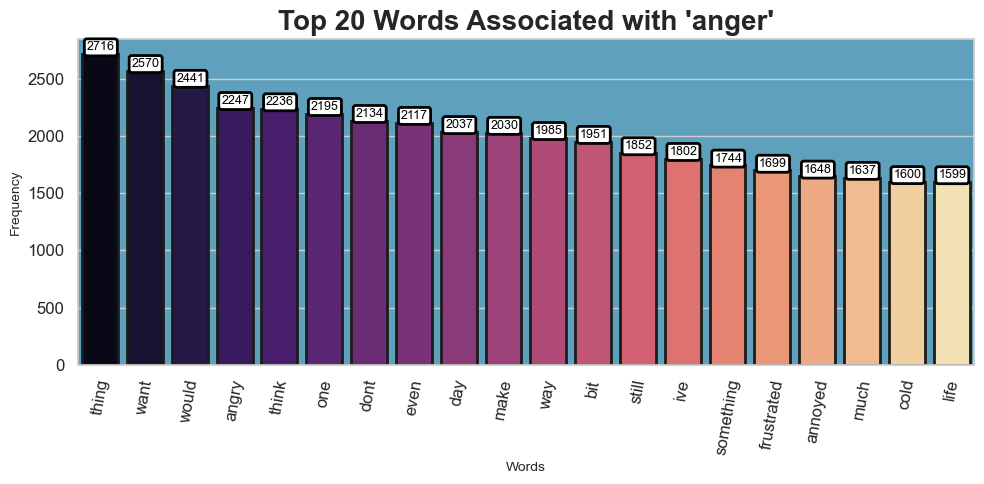 Top 20 Words Associated with 'anger'
2716
2570
2441
2247
2236
2195
2134
2117
2037
2030
1985
1951
1852
1802
1744
1699
1648
1637
1600
1599
2500
2000
1500
1000
500
0
Frequency
thing
want
would
angry
think
one
dont
even
day
make
way
bit
still
ive
something
frustrated
annoyed
much
cold
life
Words